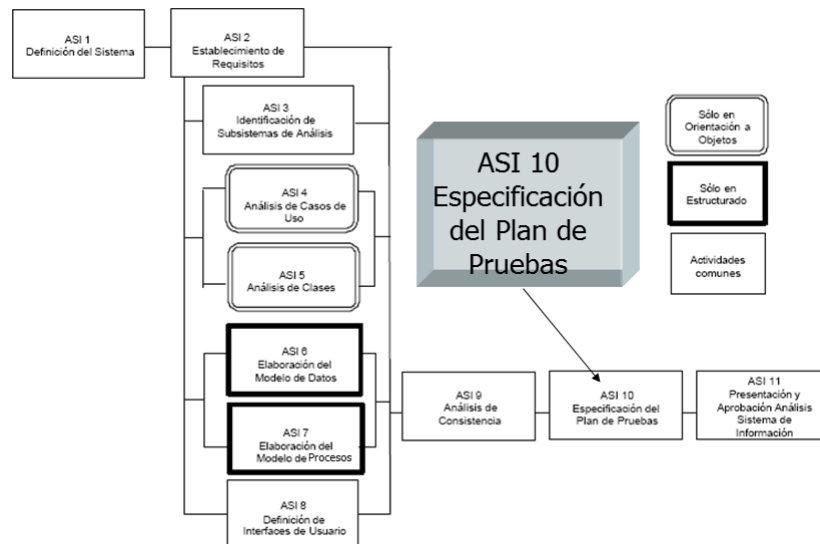 ASI 1
Definición del Sistema
ASI 2
Establecimiento de
Requisitos
ASI 3
Identificación de
Subsistemas de Análisis
ASI 4
Análisis de Casos de
Uso
ASI 5
Análisis de Clases
ASI 6
Elaboración del
Modelo de Datos
ASI 7
Elaboración del
Modelo de Procesos
ASI 8
Definición de
Interfaces de Usuario
ASI 10
Especificación
del Plan de
Pruebas
Sólo en
Orientación a
Objetos
Sólo en
Estructurado
Actividades
comunes
ASI 9
Análisis de
Consistencia
ASI 10
Especificación del
Plan de Pruebas
ASI 11
Presentación y
Aprobación Análisis
Sistema de
Información